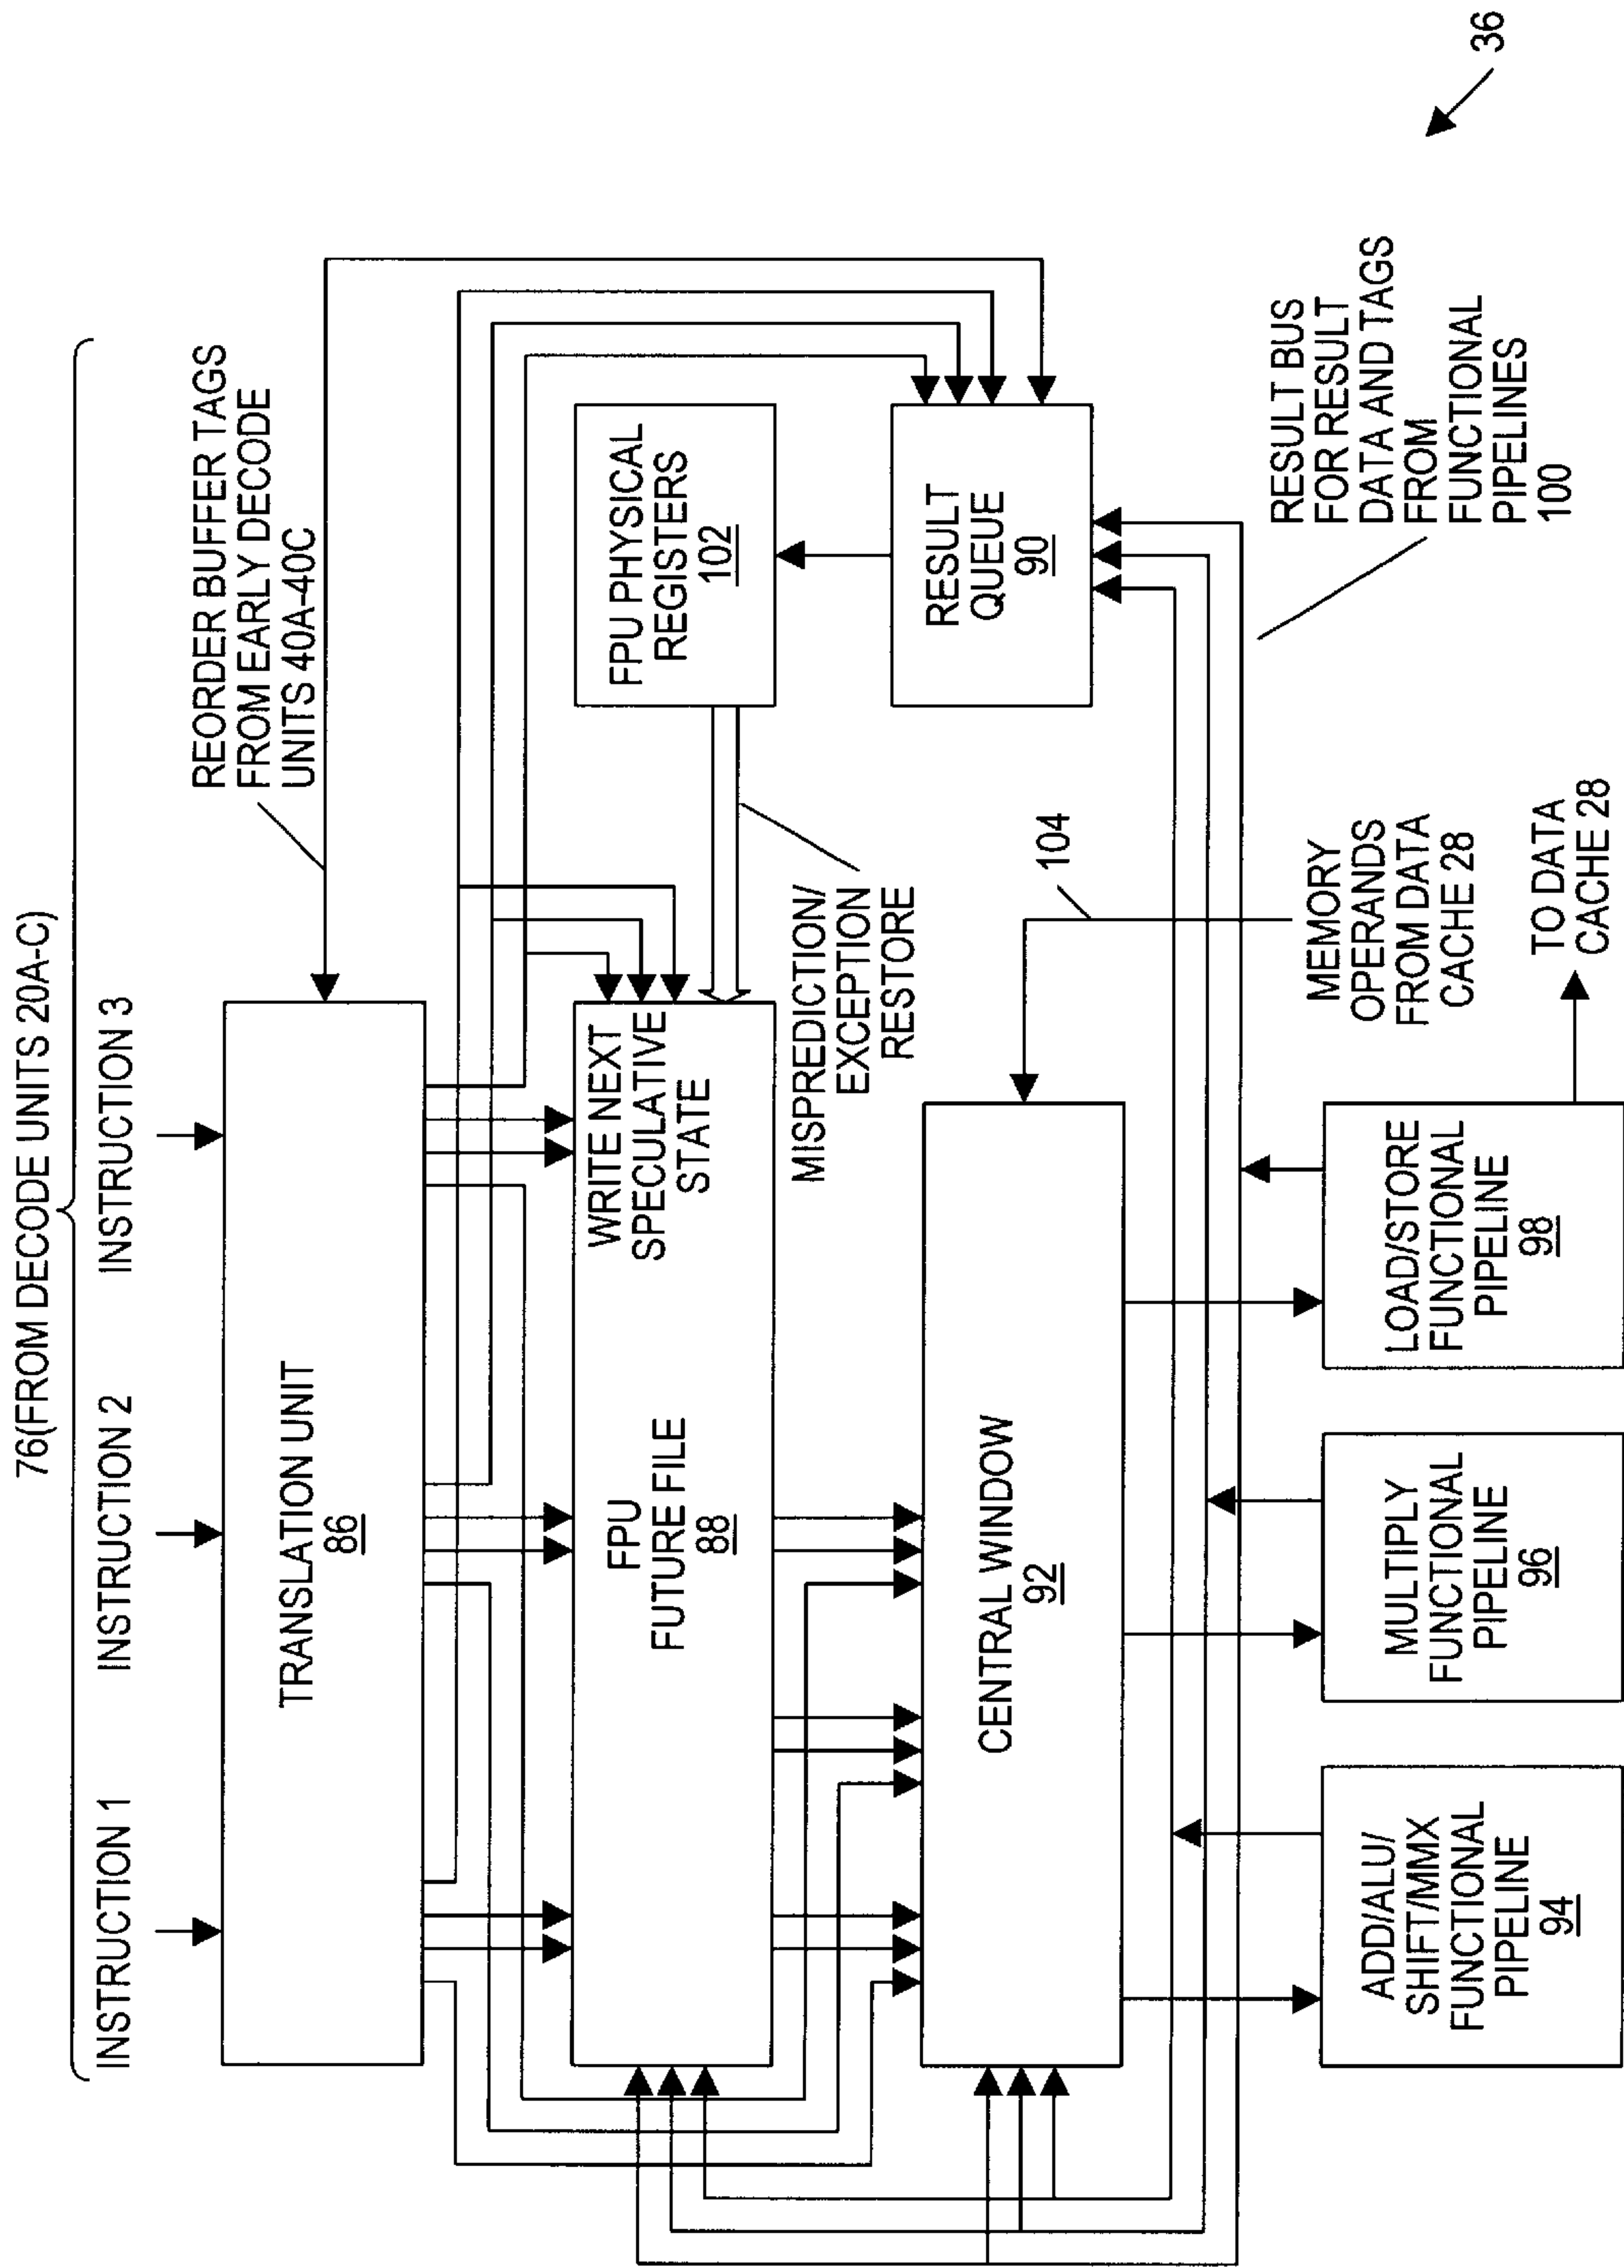 76(FROM DECODE UNITS 20A-C)
INSTRUCTION 1
INSTRUCTION 2
INSTRUCTION 3
REORDER BUFFER TAGS
FROM EARLY DECODE
UNITS 40A-40C
TRANSLATION UNIT
86
FPU
FUTURE FILE
88
WRITE NEXT
SPECULATIVE
STATE
FPU PHYSICAL
REGISTERS
102
MISPREDICTION/
EXCEPTION
RESTORE
RESULT
QUEUE
90
CENTRAL WINDOW
92
104
MEMORY
OPERANDS
FROM DATA
CACHE 28
RESULT BUS
FOR RESULT
DATA AND TAGS
FROM
FUNCTIONAL
PIPELINES
100
ADD/ALU/
SHIFT/MMX
FUNCTIONAL
PIPELINE
94
MULTIPLY
FUNCTIONAL
PIPELINE
96
LOAD/STORE
FUNCTIONAL
PIPELINE
98
TO DATA
CACHE 28
36